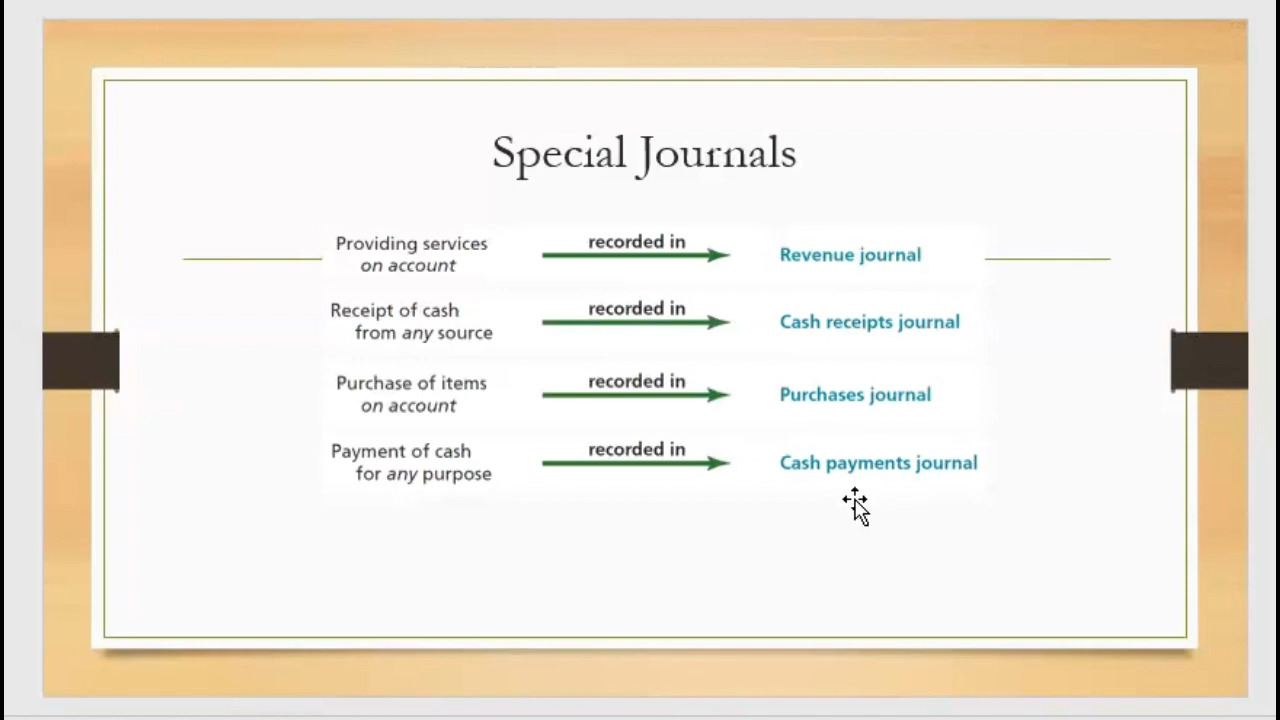 Special Journals
Providing services
on account
recorded in
Revenue journal
Receipt of cash
from any source
recorded in
Cash receipts journal
Purchase of items
on account
recorded in
Purchases journal
Payment of cash
for any purpose
recorded in
Cash payments journal